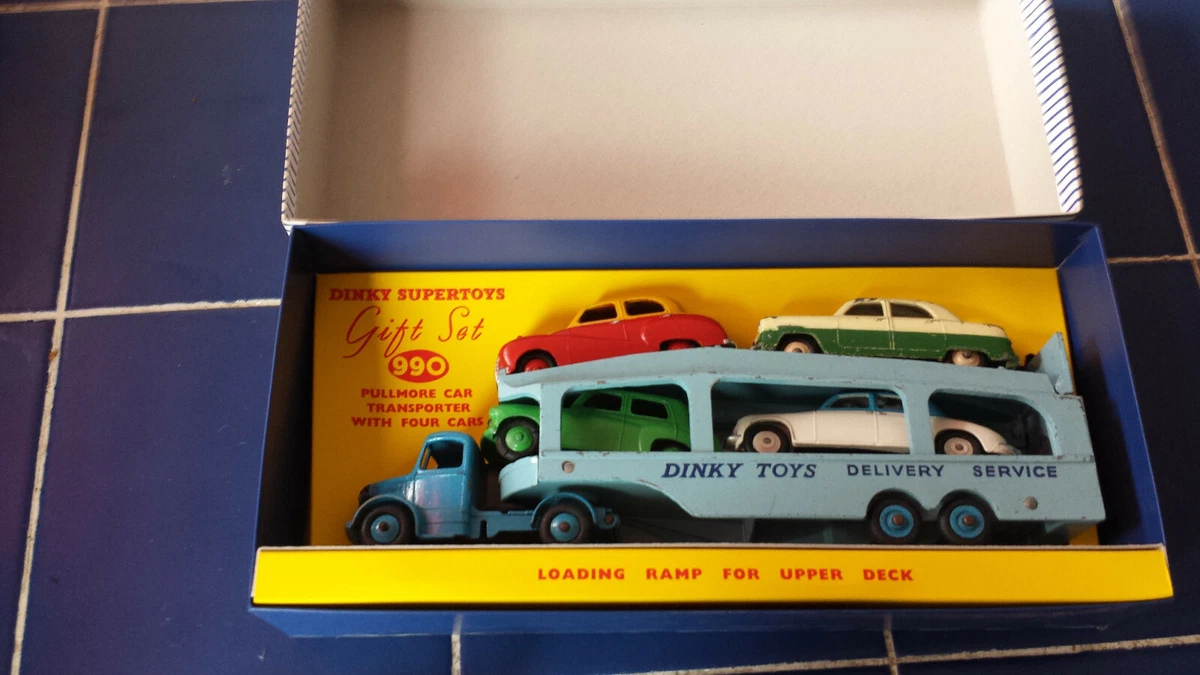 DINKY SUPERTOYS
Gift Set
990
PULLMORE CAR
TRANSPORTER
WITH FOUR CARS
DINKY TOYS DELIVERY SERVICE
LOADING RAMP FOR UPPER DECK